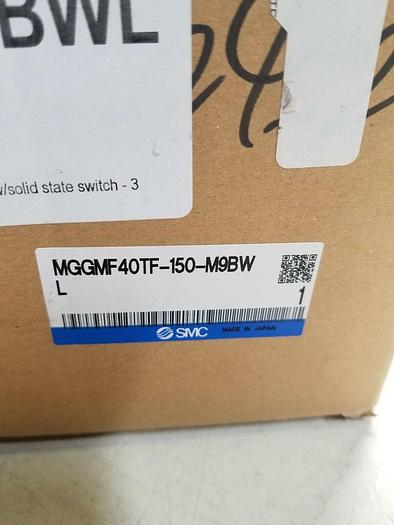 BWL
w/solid state switch - 3
MGGMF40TF-150-M9BW
L
1
SMC MADE IN JAPAN